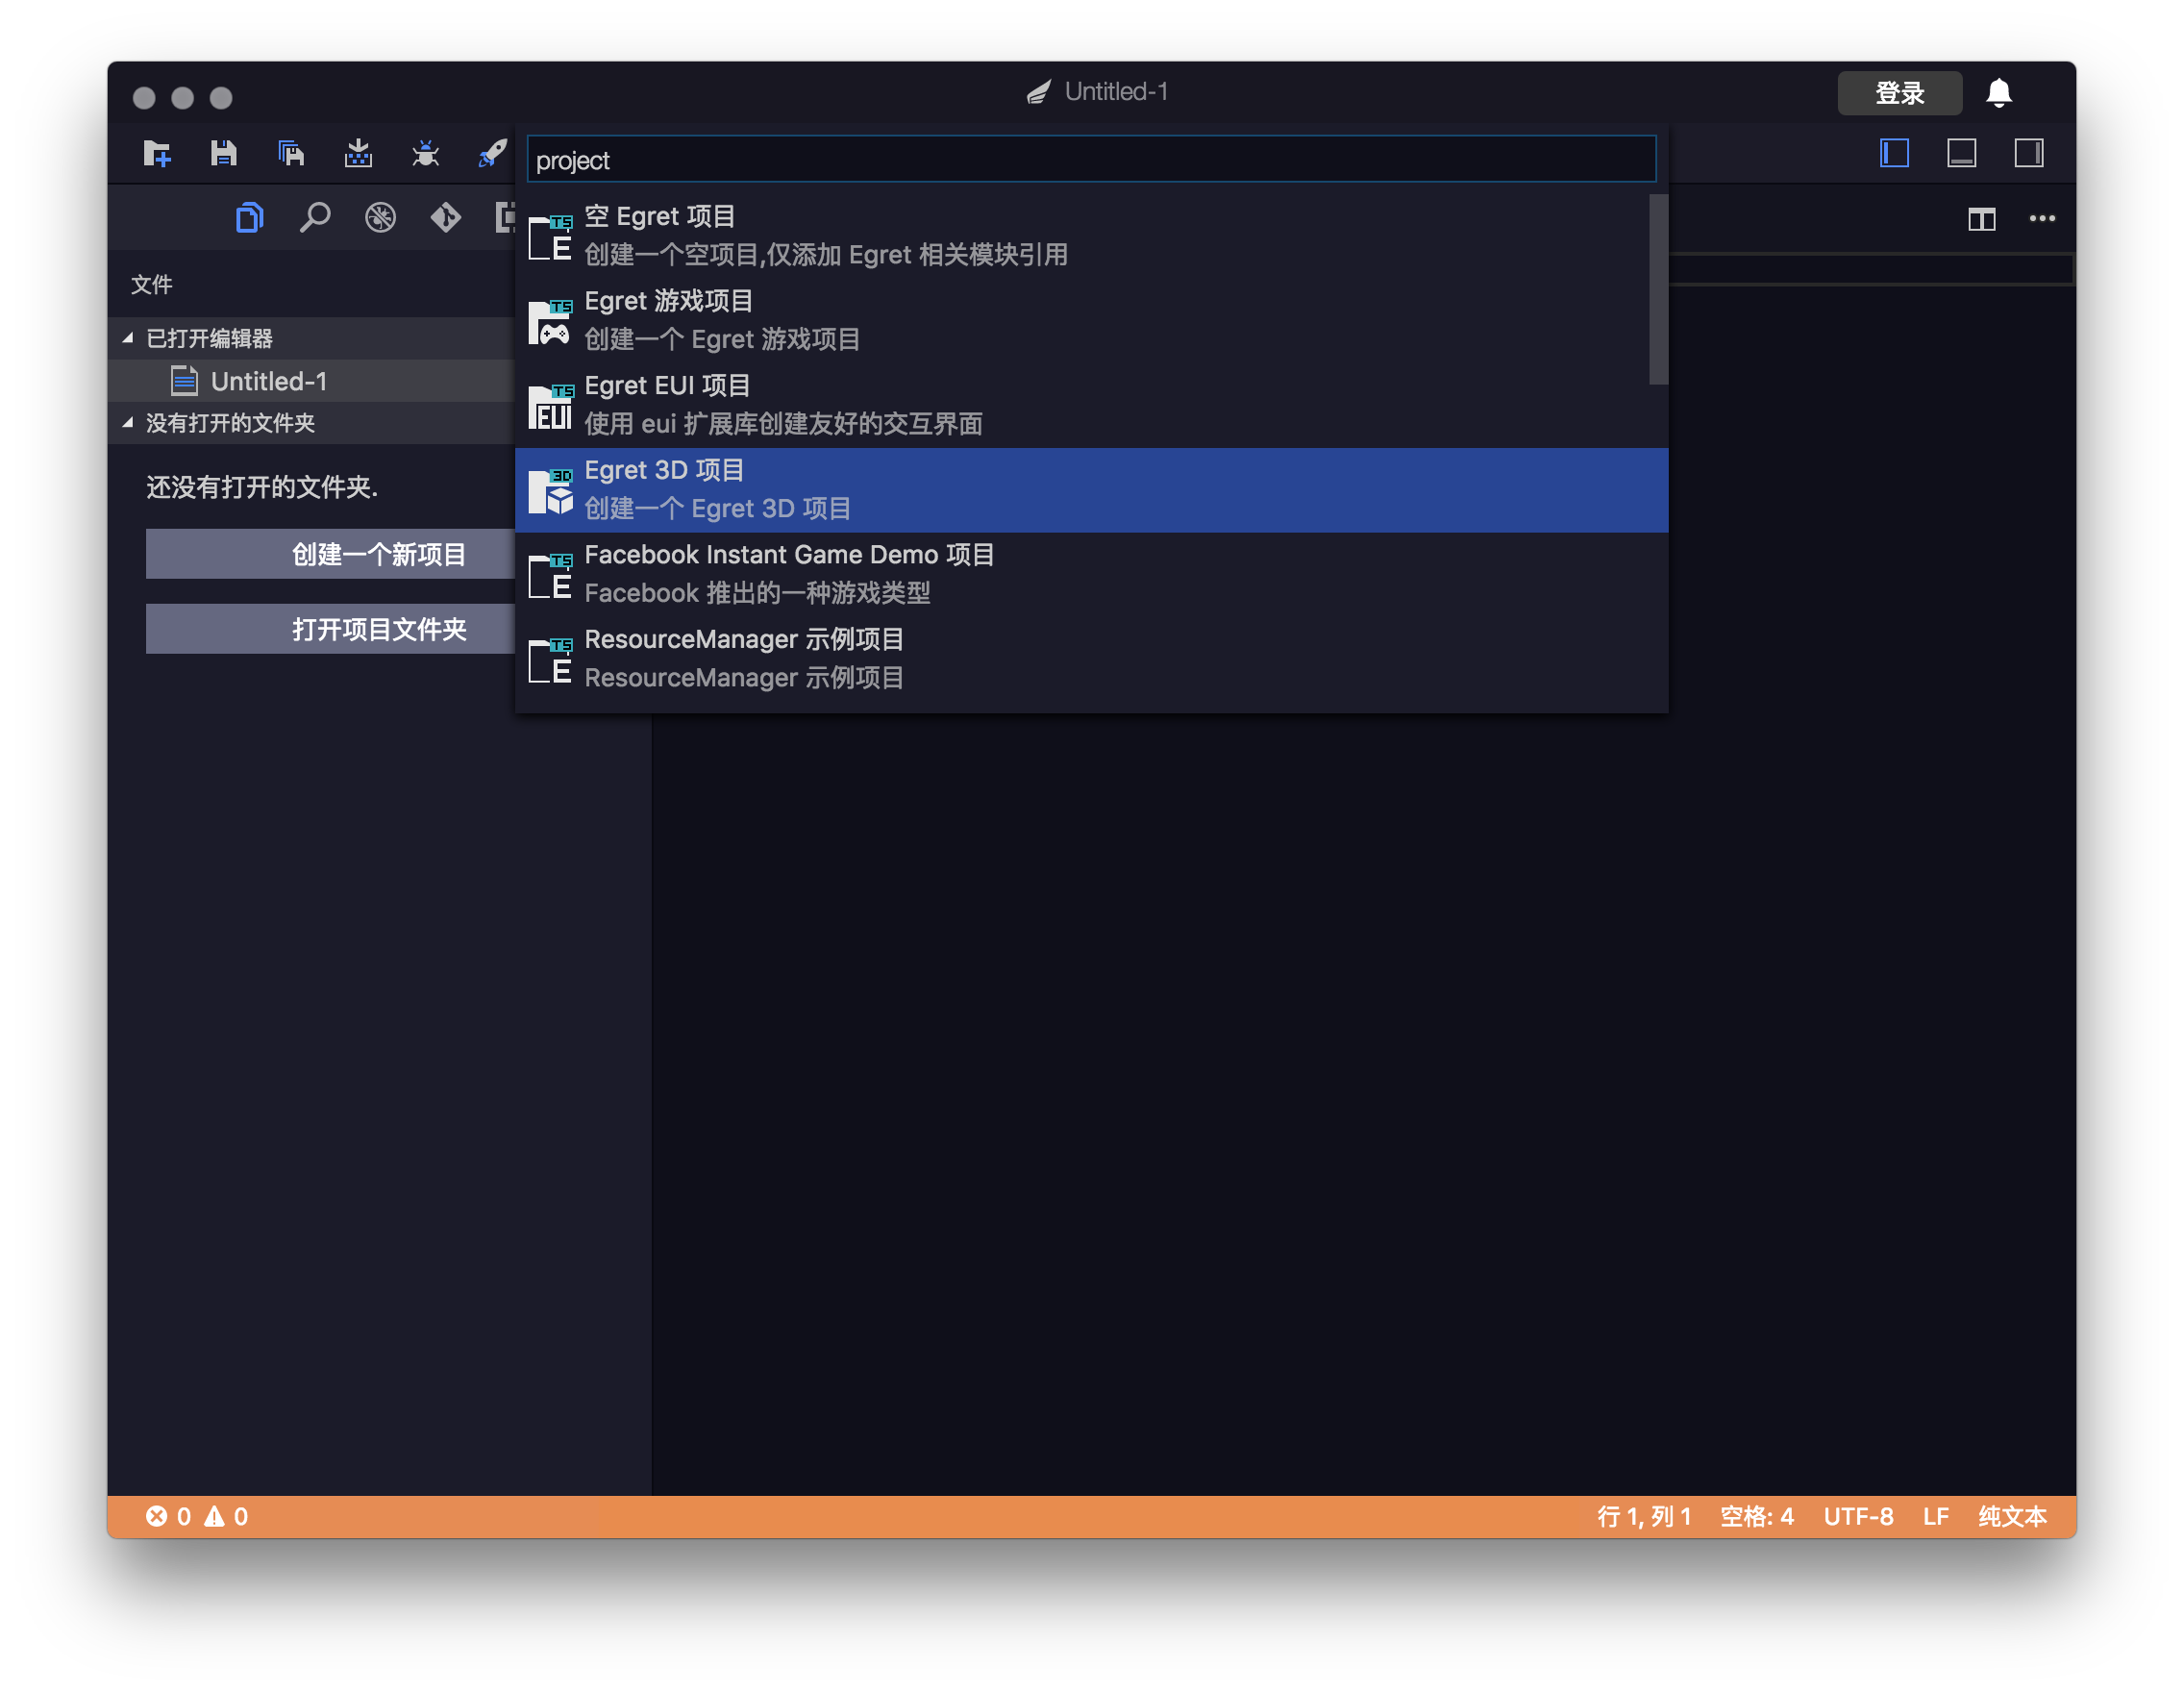 Untitled-1
登录
project
空 Egret 项目
创建一个空项目,仅添加 Egret 相关模块引用
Egret 游戏项目
创建一个 Egret 游戏项目
Egret EUI 项目
使用 eui 扩展库创建友好的交互界面
Egret 3D 项目
创建一个 Egret 3D 项目
Facebook Instant Game Demo 项目
Facebook 推出的一种游戏类型
ResourceManager 示例项目
ResourceManager 示例项目
TS E
TS
TS EUI
3D
TS E
TS E
文件
已打开编辑器
Untitled-1
没有打开的文件夹
还没有打开的文件夹.
创建一个新项目
打开项目文件夹
0 0
行 1, 列 1 空格: 4 UTF-8 LF 纯文本